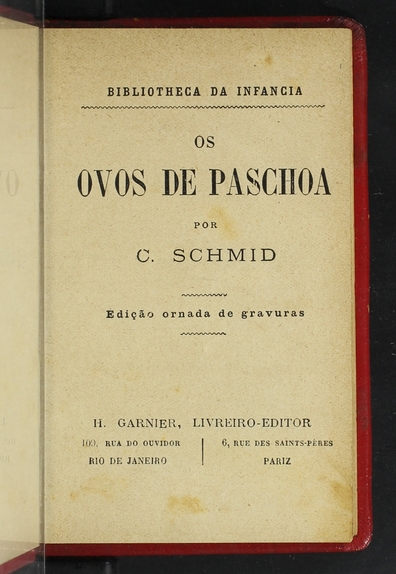 BIBLIOTHECA DA INFANCIA
OS
OVOS DE PASCHOA
POR
C. SCHMID
Edição ornada de gravuras
H. GARNIER, LIVREIRO-EDITOR
109, RUA DO OUVIDOR
RIO DE JANEIRO
6, RUE DES SAINTS-PÈRES
PARIZ